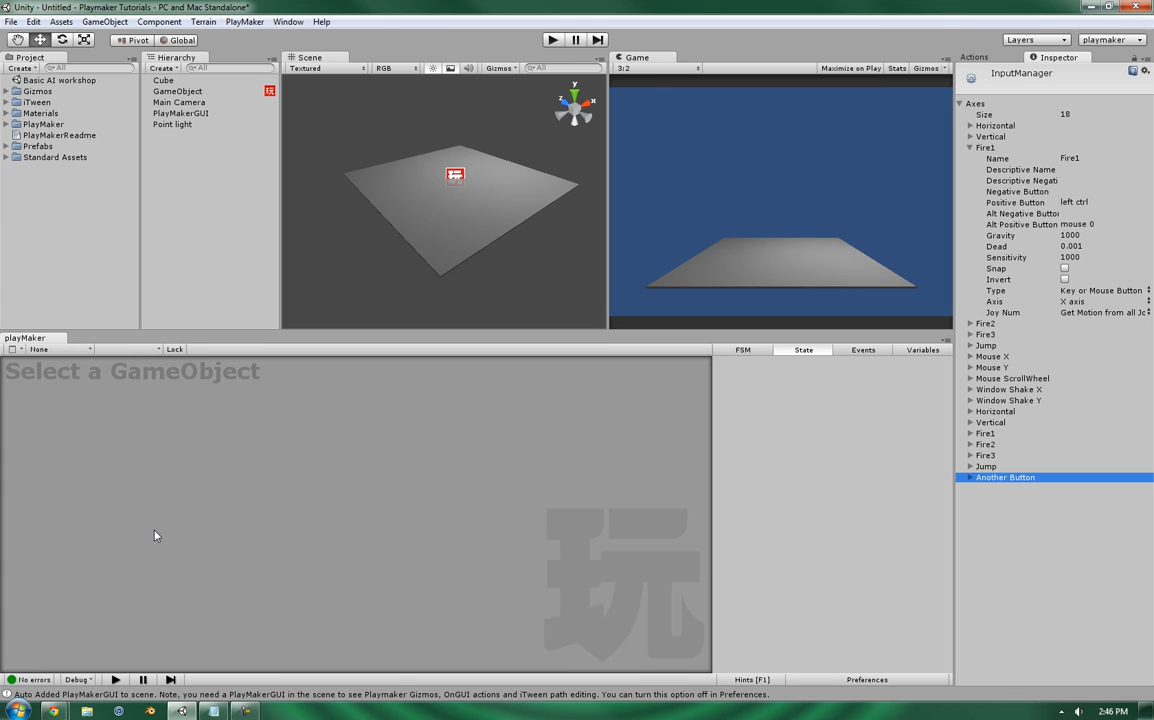 Unity - Untitled - Playmaker Tutorials - PC and Mac Standalone*
File Edit Assets GameObject Component Terrain PlayMaker Window Help
Pivot Global Layers playmaker
Project
Create All
Basic AI workshop
Gizmos
iTween
Materials
PlayMaker
PlayMakerReadme
Prefabs
Standard Assets
Hierarchy
Create All
Cube
GameObject 玩
Main Camera
PlayMakerGUI
Point light
Scene
Textured RGB Gizmos All
y
z x
玩
Game
3:2 Maximize on Play Stats Gizmos
Actions Inspector
InputManager
Axes
Size 18
Horizontal
Vertical
Fire1
Name Fire1
Descriptive Name
Descriptive Negati
Negative Button
Positive Button left ctrl
Alt Negative Butto
Alt Positive Button mouse 0
Gravity 1000
Dead 0.001
Sensitivity 1000
Snap
Invert
Type Key or Mouse Button
Axis X axis
Joy Num Get Motion from all Jc
Fire2
Fire3
Jump
Mouse X
Mouse Y
Mouse ScrollWheel
Window Shake X
Window Shake Y
Horizontal
Vertical
Fire1
Fire2
Fire3
Jump
Another Button
playMaker
None Lock
FSM State Events Variables
Select a GameObject
玩
No errors Debug Hints [F1] Preferences
Auto Added PlayMakerGUI to scene. Note, you need a PlayMakerGUI in the scene to see Playmaker Gizmos, OnGUI actions and iTween path editing. You can turn this option off in Preferences.
2:46 PM